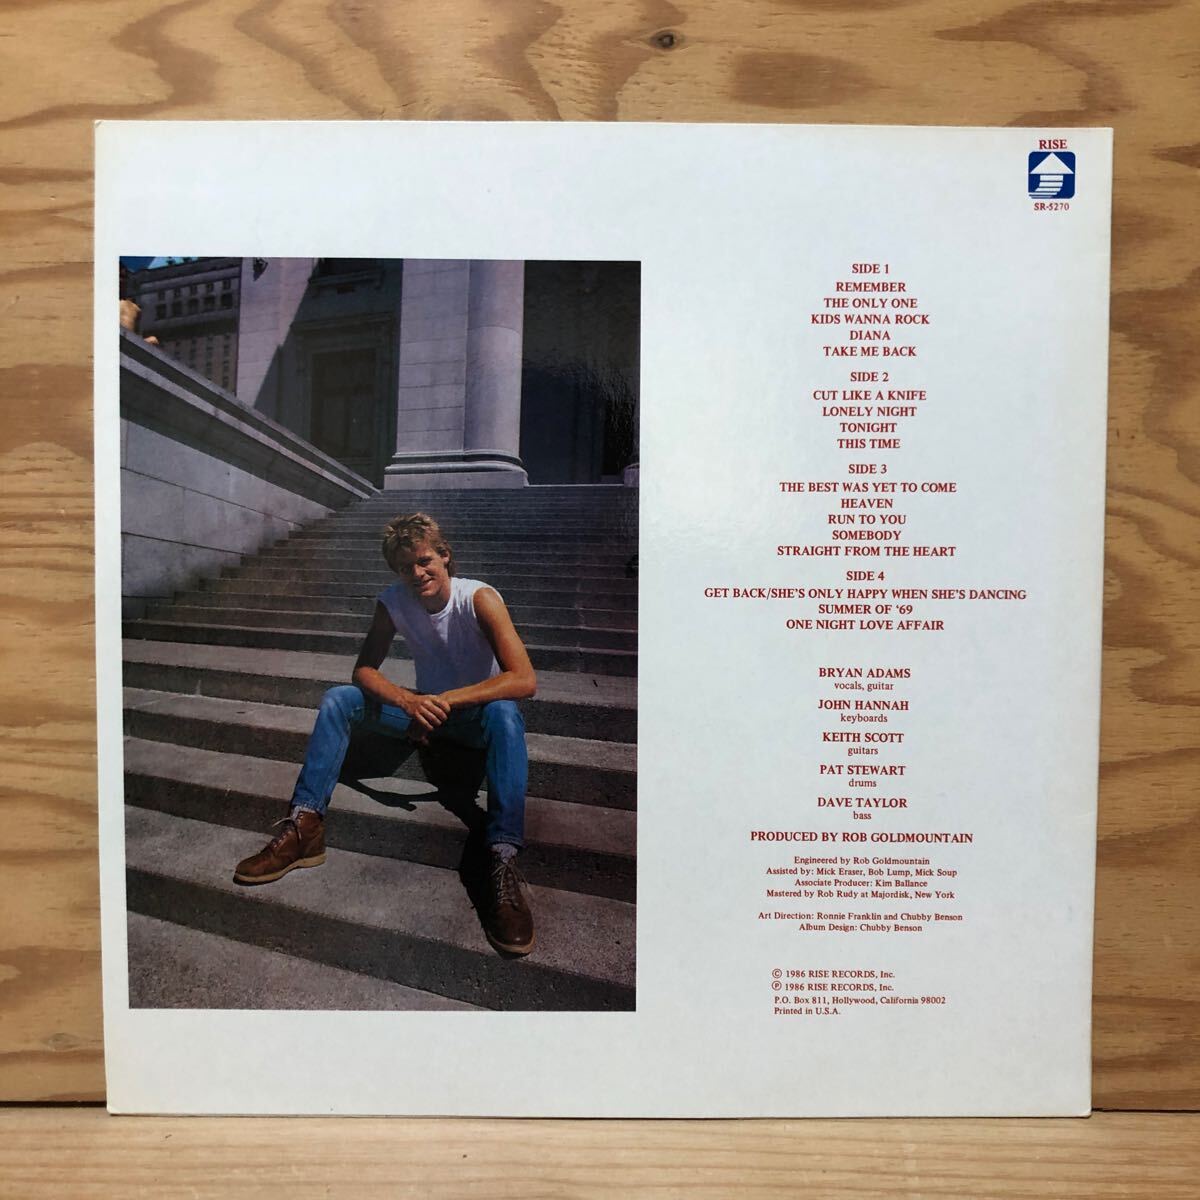 RISE
SR-5270
SIDE 1
REMEMBER
THE ONLY ONE
KIDS WANNA ROCK
DIANA
TAKE ME BACK
SIDE 2
CUT LIKE A KNIFE
LONELY NIGHT
TONIGHT
THIS TIME
SIDE 3
THE BEST WAS YET TO COME
HEAVEN
RUN TO YOU
SOMEBODY
STRAIGHT FROM THE HEART
SIDE 4
GET BACK/SHE'S ONLY HAPPY WHEN SHE'S DANCING
SUMMER OF '69
ONE NIGHT LOVE AFFAIR
BRYAN ADAMS
vocals, guitar
JOHN HANNAH
keyboards
KEITH SCOTT
guitars
PAT STEWART
drums
DAVE TAYLOR
bass
PRODUCED BY ROB GOLDMOUNTAIN
Engineered by Rob Goldmountain
Assisted by: Mick Eraser, Bob Lump, Mick Soup
Associate Producer: Kim Ballance
Mastered by Rob Rudy at Majordisk, New York
Art Direction: Ronnie Franklin and Chubby Benson
Album Design: Chubby Benson
© 1986 RISE RECORDS, Inc.
℗ 1986 RISE RECORDS, Inc.
P.O. Box 811, Hollywood, California 98002
Printed in U.S.A.